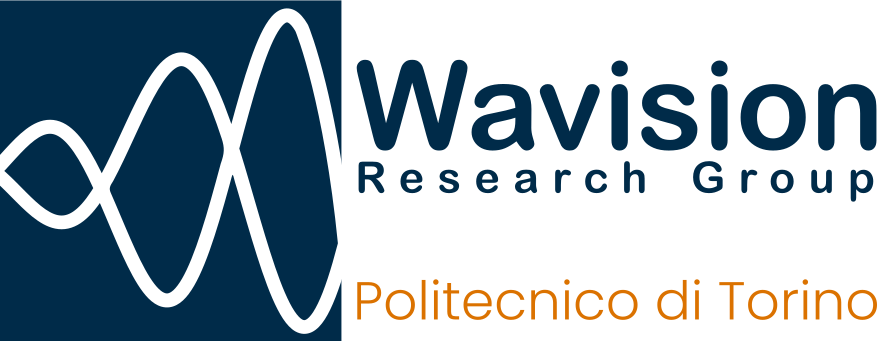 Wavision
Research Group
Politecnico di Torino